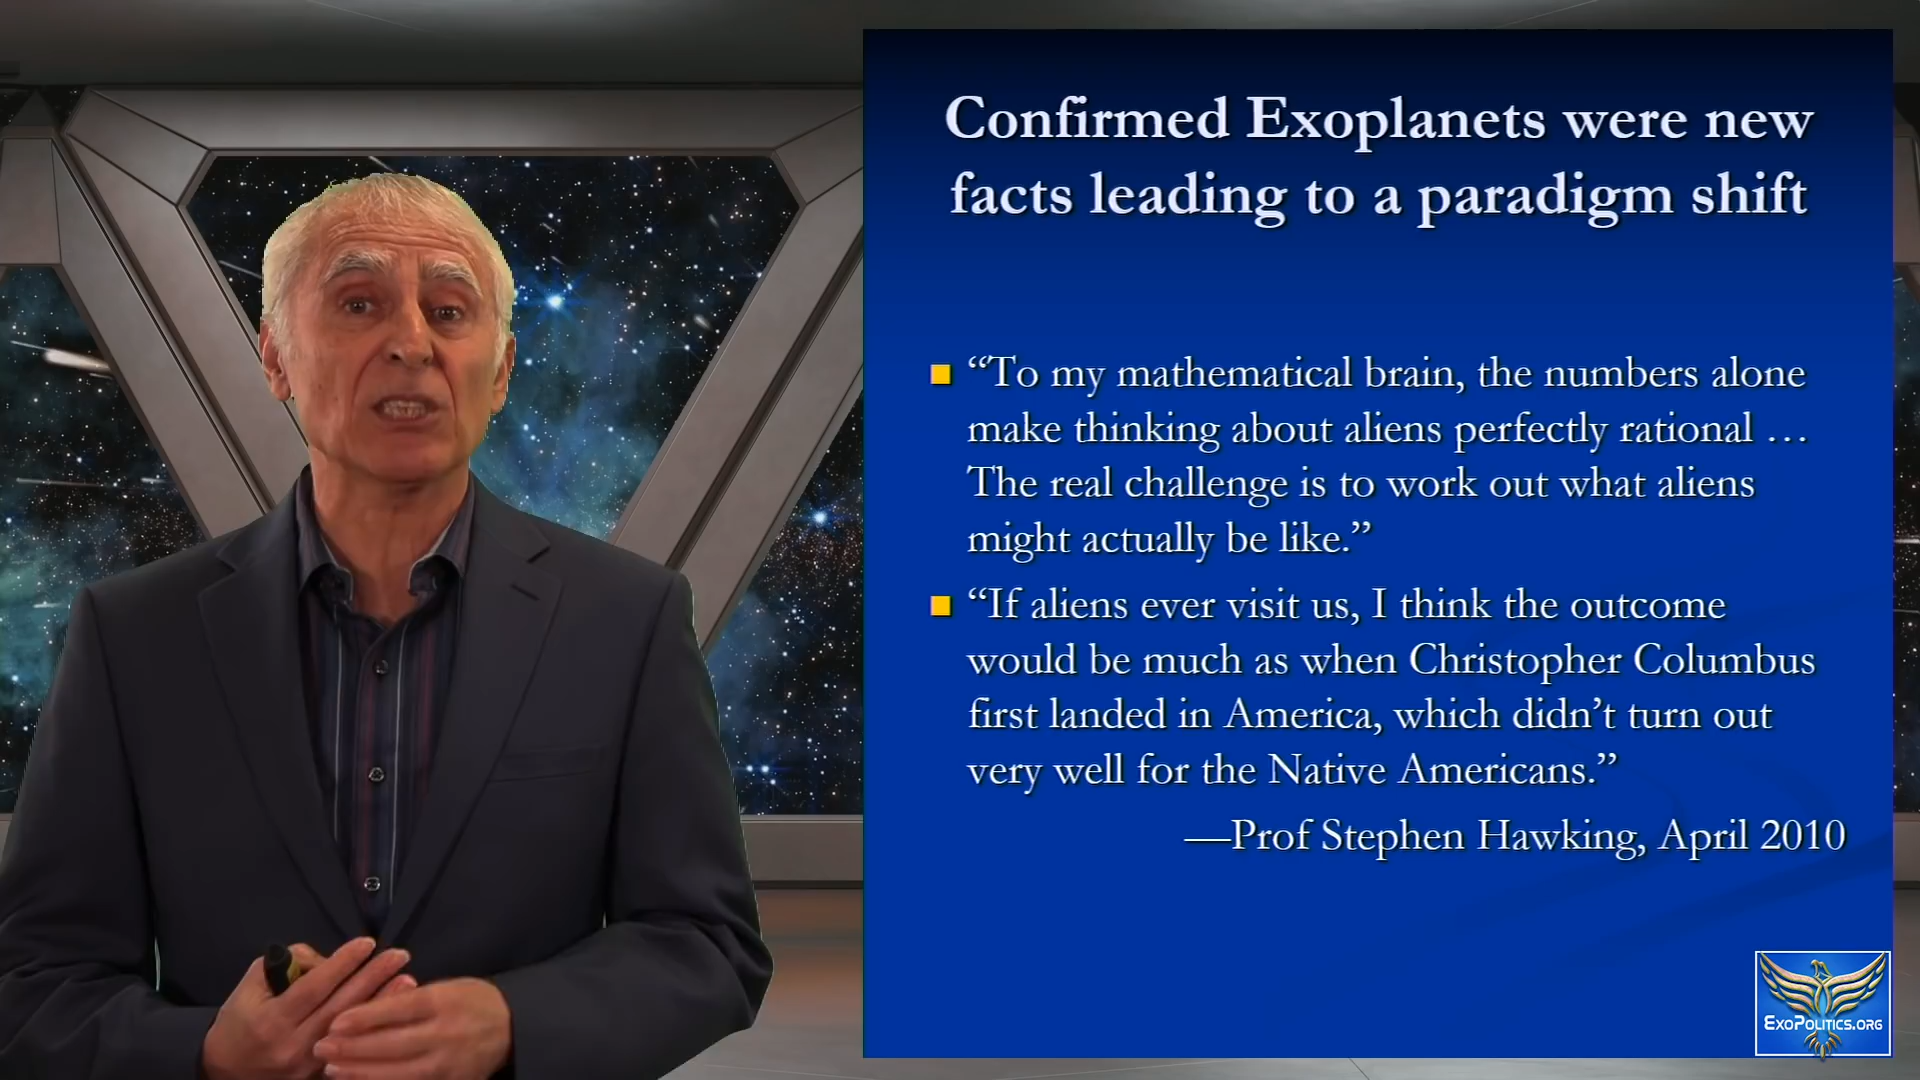 Confirmed Exoplanets were new
facts leading to a paradigm shift
“To my mathematical brain, the numbers alone
make thinking about aliens perfectly rational …
The real challenge is to work out what aliens
might actually be like.”
“If aliens ever visit us, I think the outcome
would be much as when Christopher Columbus
first landed in America, which didn’t turn out
very well for the Native Americans.”
—Prof Stephen Hawking, April 2010
ExoPolitics.org